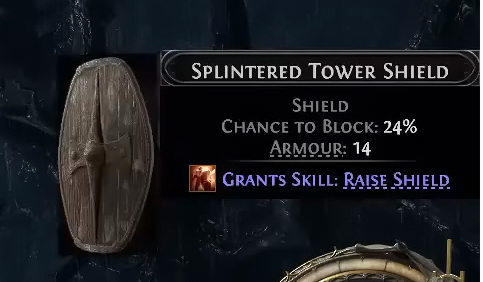 Splintered Tower Shield
Shield
Chance to Block: 24%
Armour: 14
Grants Skill: Raise Shield